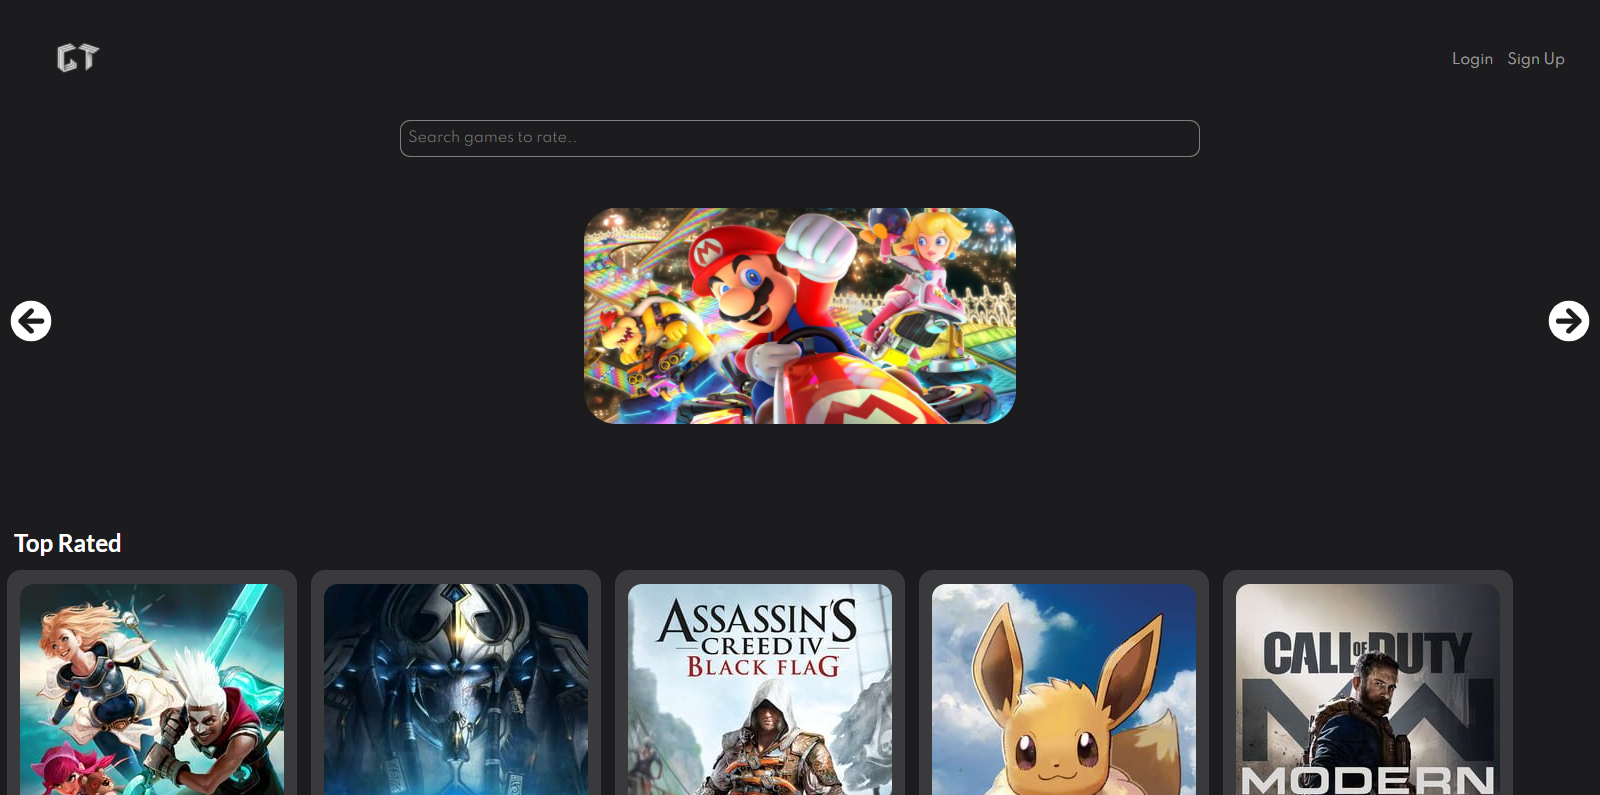 GT
Login Sign Up
Search games to rate..
M
Top Rated
ASSASSIN'S
CREED IV
BLACK FLAG
CALL OF DUTY
MW
MODERN